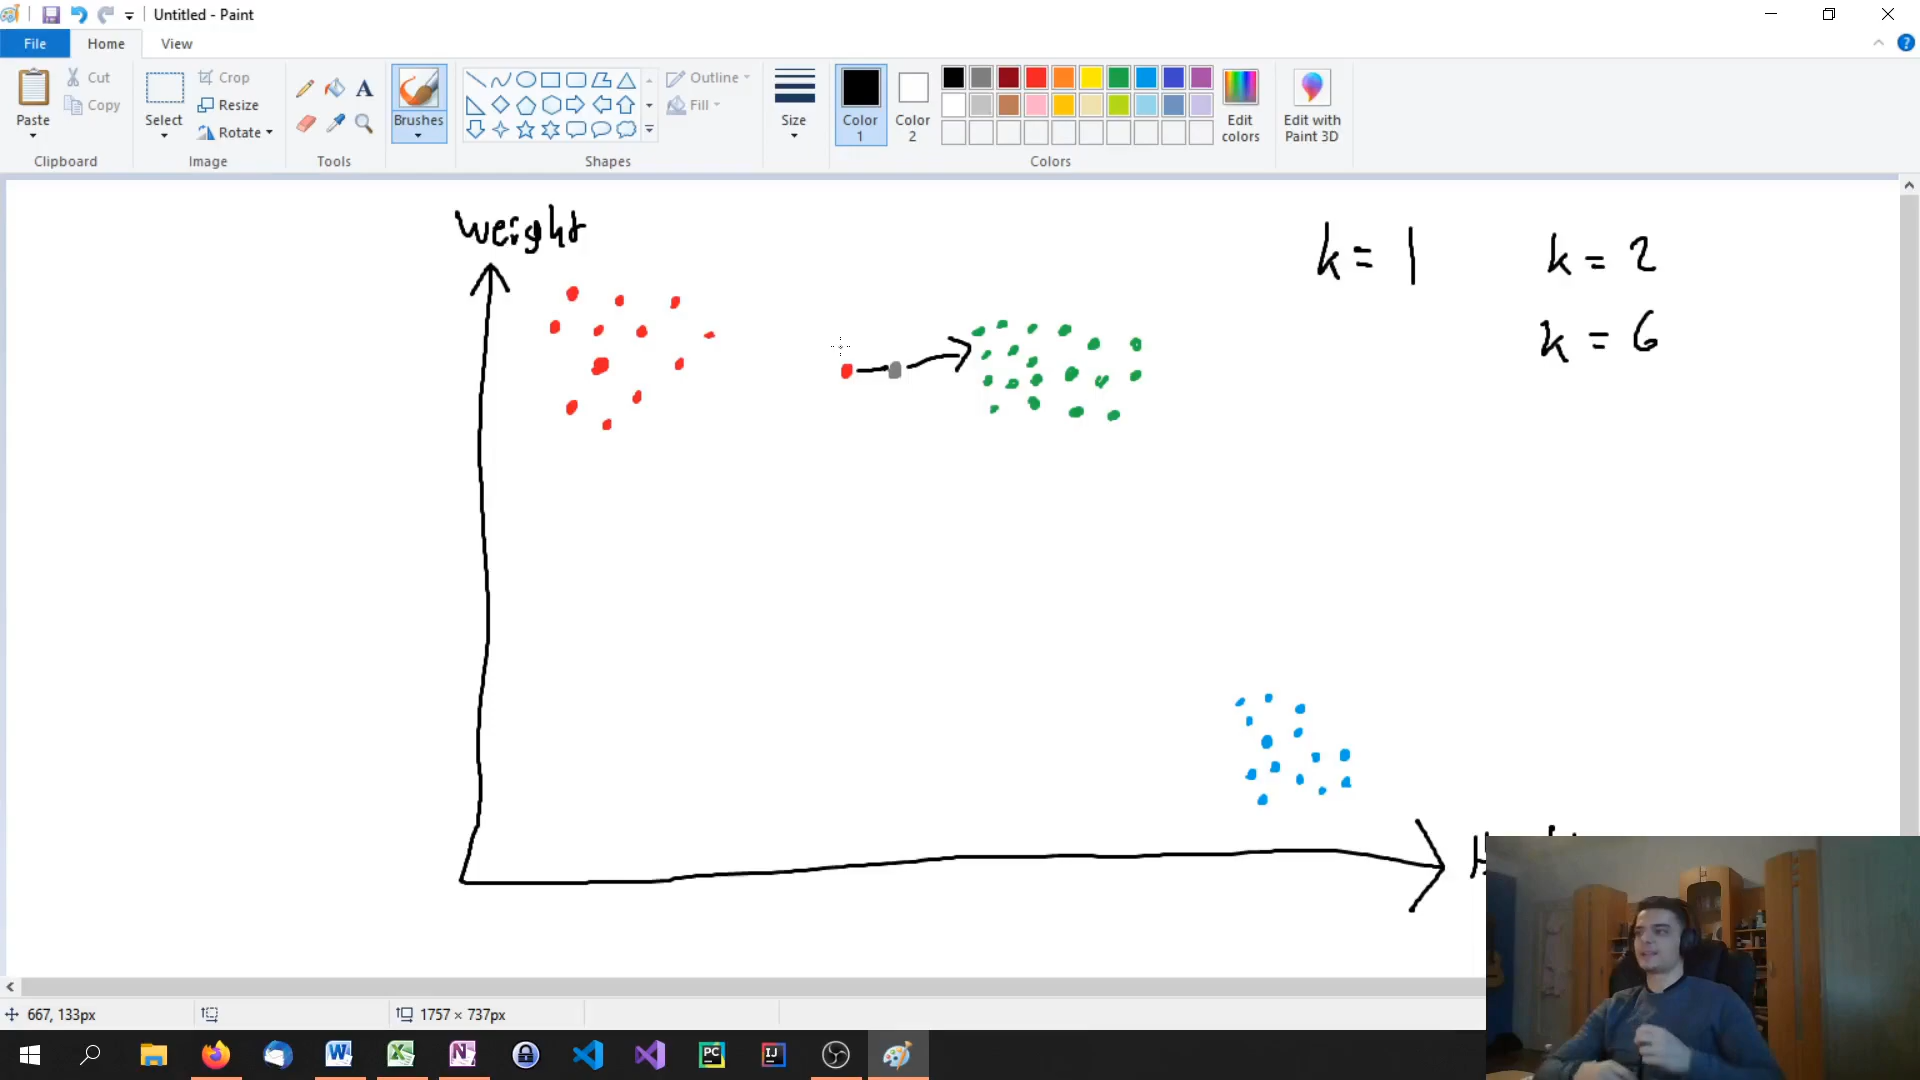 Untitled - Paint
File
Home
View
Paste
Cut
Copy
Clipboard
Select
Crop
Resize
Rotate
Image
A
Tools
Brushes
Shapes
Outline
Fill
Size
Color 1
Color 2
Edit colors
Edit with Paint 3D
Colors
Weight
k = 1
k = 2
k = 6
667, 133px
1757 × 737px
W
X
N
PC
IJ